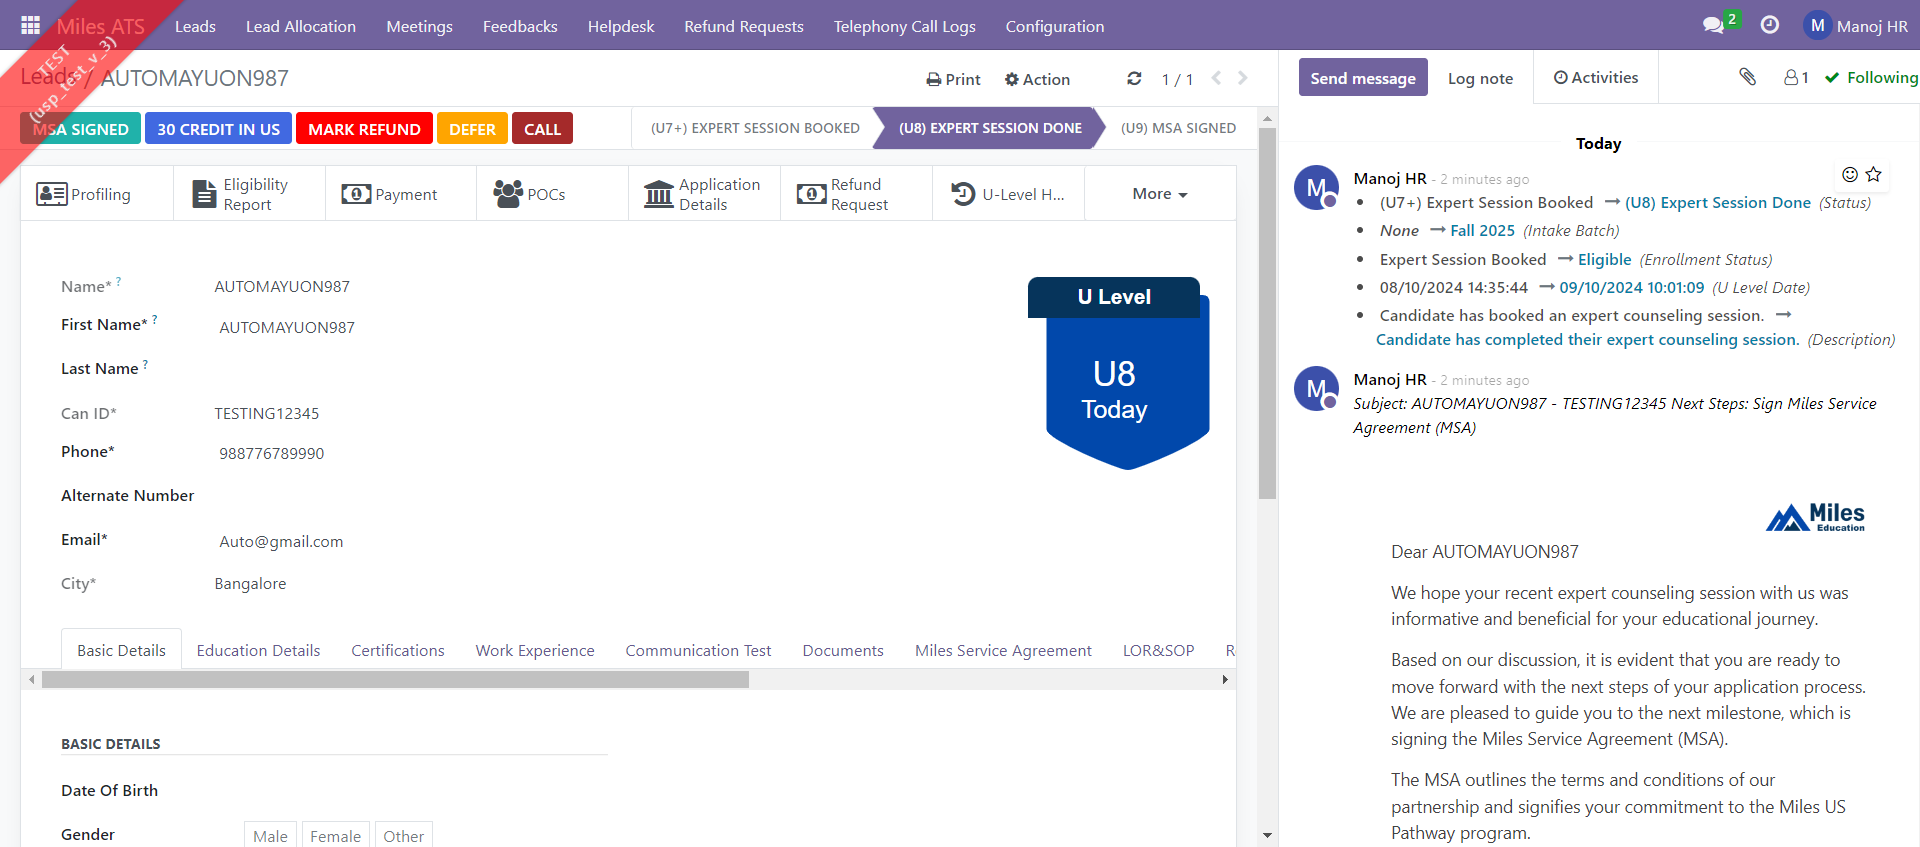 Miles ATS Leads Lead Allocation Meetings Feedbacks Helpdesk Refund Requests Telephony Call Logs Configuration 2 M Manoj HR
TEST
(usp_test_v_3)
Leads / AUTOMAYUON987 Print Action 1 / 1
Send message Log note Activities 1 Following
MSA SIGNED 30 CREDIT IN US MARK REFUND DEFER CALL (U7+) EXPERT SESSION BOOKED (U8) EXPERT SESSION DONE (U9) MSA SIGNED
Profiling Eligibility Report Payment POCs Application Details Refund Request U-Level H... More
Name* ? AUTOMAYUON987
First Name* ? AUTOMAYUON987
Last Name ?
Can ID* TESTING12345
Phone* 988776789990
Alternate Number
Email* Auto@gmail.com
City* Bangalore
U Level
U8
Today
Basic Details Education Details Certifications Work Experience Communication Test Documents Miles Service Agreement LOR&SOP R
BASIC DETAILS
Date Of Birth
Gender Male Female Other
Today
M Manoj HR - 2 minutes ago
(U7+) Expert Session Booked → (U8) Expert Session Done (Status)
None → Fall 2025 (Intake Batch)
Expert Session Booked → Eligible (Enrollment Status)
08/10/2024 14:35:44 → 09/10/2024 10:01:09 (U Level Date)
Candidate has booked an expert counseling session. →
Candidate has completed their expert counseling session. (Description)
M Manoj HR - 2 minutes ago
Subject: AUTOMAYUON987 - TESTING12345 Next Steps: Sign Miles Service
Agreement (MSA)
Miles
Education
Dear AUTOMAYUON987
We hope your recent expert counseling session with us was
informative and beneficial for your educational journey.
Based on our discussion, it is evident that you are ready to
move forward with the next steps of your application process.
We are pleased to guide you to the next milestone, which is
signing the Miles Service Agreement (MSA).
The MSA outlines the terms and conditions of our
partnership and signifies your commitment to the Miles US
Pathway program.